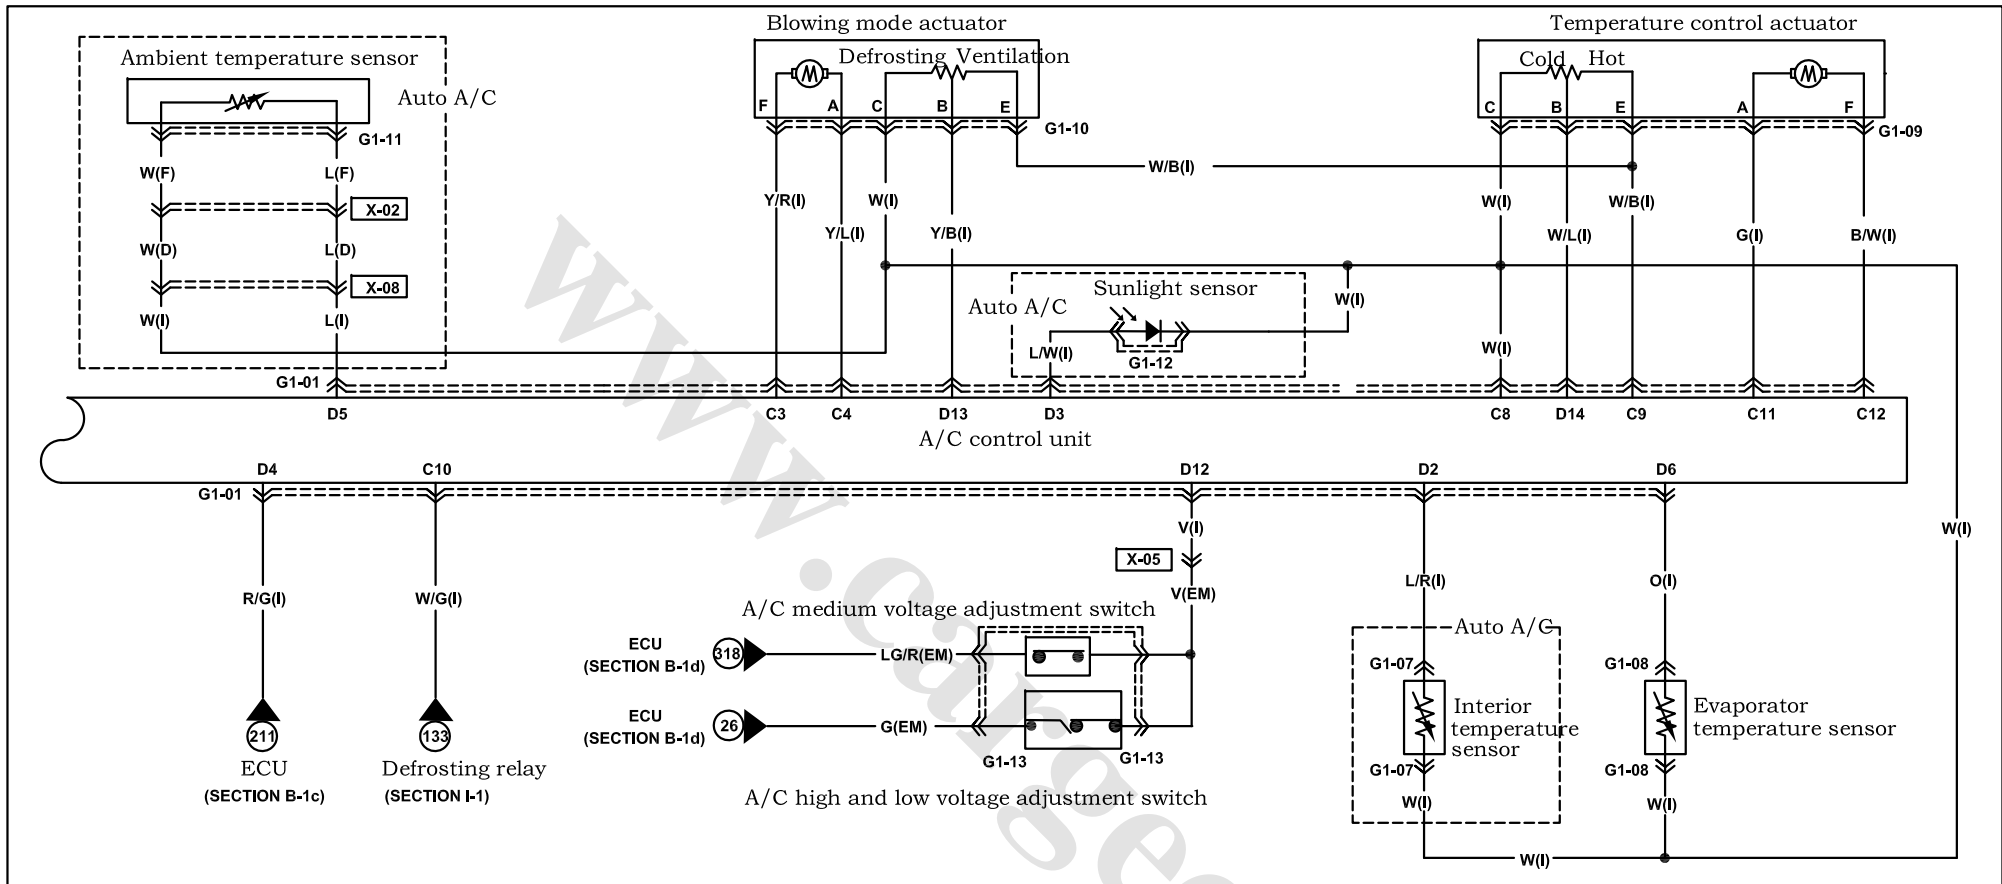 Blowing mode actuator
Temperature control actuator
Ambient temperature sensor
Defrosting Ventilation
Cold Hot
Auto A/C
F A C B E
C B E A F
G1-11
G1-10
G1-09
W(F) L(F)
W/B(I)
X-02
Y/R(I) W(I)
W(I) W/B(I)
W(D) L(D)
Y/L(I) Y/B(I)
W/L(I) G(I) B/W(I)
X-08
Sunlight sensor
Auto A/C
W(I)
W(I) L(I)
L/W(I)
G1-12
W(I)
G1-01
D5 C3 C4 D13 D3 C8 D14 C9 C11 C12
A/C control unit
D4 C10 D12 D2 D6
G1-01
V(I)
W(I)
X-05
R/G(I) W/G(I)
V(EM)
L/R(I) O(I)
A/C medium voltage adjustment switch
Auto A/C
ECU
(SECTION B-1d)
318
LG/R(EM)
G1-07 G1-08
ECU
(SECTION B-1d)
26
G(EM)
Interior
temperature
sensor
Evaporator
temperature sensor
211
133
G1-13 G1-13
G1-07 G1-08
ECU
(SECTION B-1c)
Defrosting relay
(SECTION I-1)
A/C high and low voltage adjustment switch
W(I) W(I)
W(I)
www.carge